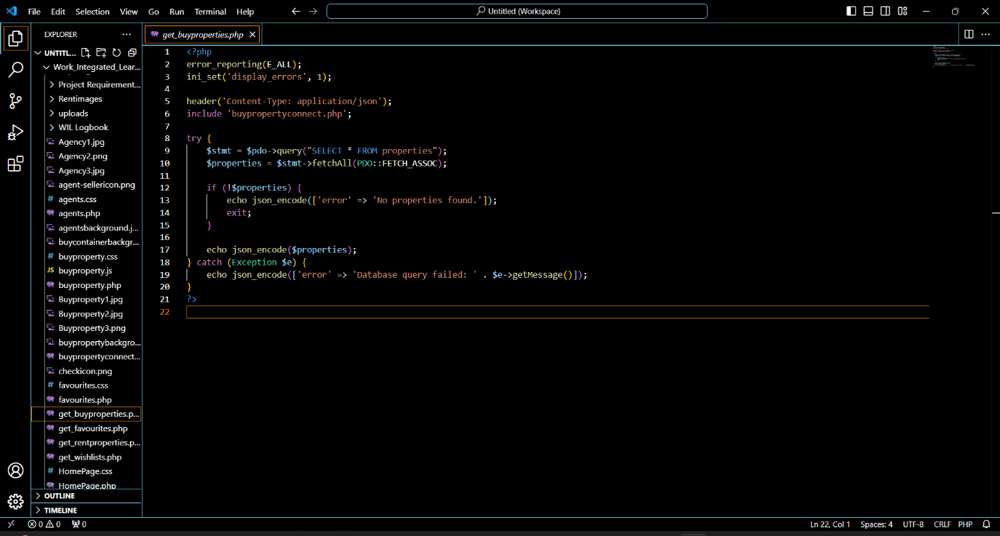 File Edit Selection View Go Run Terminal Help
Untitled (Workspace)
EXPLORER
UNTITL...
Work_Integrated_Lear...
Project Requirement...
Rentimages
uploads
WIL Logbook
Agency1.jpg
Agency2.png
Agency3.jpg
agent-sellericon.png
# agents.css
agents.php
agentsbackground.j...
buycontainerbackgr...
# buyproperty.css
JS buyproperty.js
buyproperty.php
Buyproperty1.jpg
Buyproperty2.jpg
Buyproperty3.png
buypropertybackgro...
buypropertyconnect...
checkicon.png
# favourites.css
favourites.php
get_buyproperties.p...
get_favourites.php
get_rentproperties.p...
get_wishlists.php
# HomePage.css
HomePage.php
OUTLINE
TIMELINE
get_buyproperties.php
1 <?php
2 error_reporting(E_ALL);
3 ini_set('display_errors', 1);
4
5 header('Content-Type: application/json');
6 include 'buypropertyconnect.php';
7
8 try {
9 $stmt = $pdo->query("SELECT * FROM properties");
10 $properties = $stmt->fetchAll(PDO::FETCH_ASSOC);
11
12 if (!$properties) {
13 echo json_encode(['error' => 'No properties found.']);
14 exit;
15 }
16
17 echo json_encode($properties);
18 } catch (Exception $e) {
19 echo json_encode(['error' => 'Database query failed: ' . $e->getMessage()]);
20 }
21 ?>
22
0 0 0
Ln 22, Col 1 Spaces: 4 UTF-8 CRLF PHP